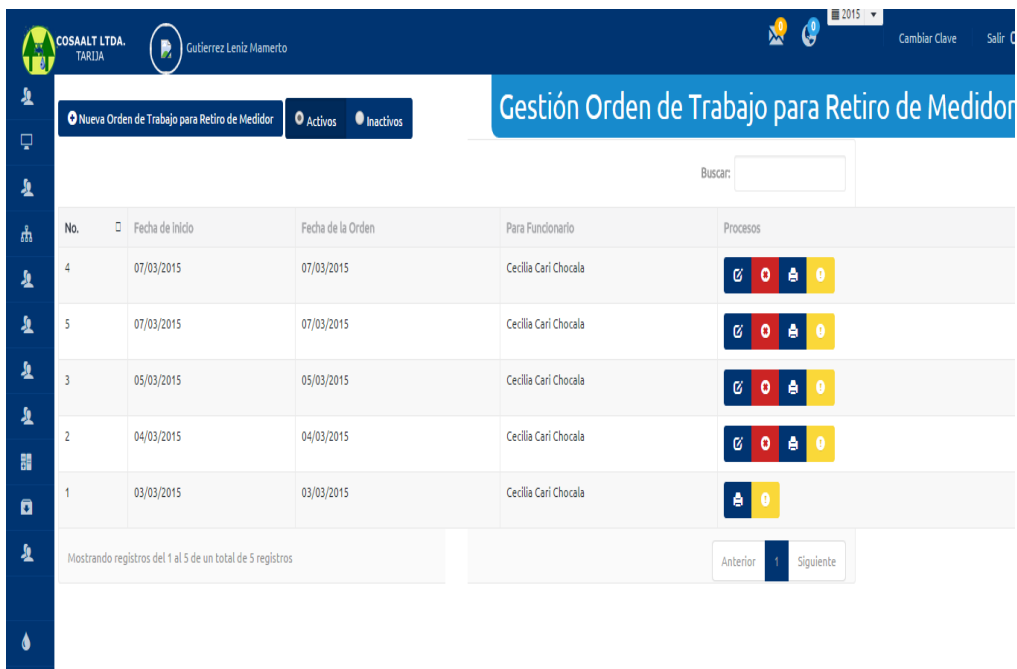 COSAALT LTDA.
TARIJA
Gutierrez Leniz Mamerto
0
0
2015
Cambiar Clave
Salir
Nueva Orden de Trabajo para Retiro de Medidor
Activos
Inactivos
Gestión Orden de Trabajo para Retiro de Medidor
Buscar:
No. Fecha de Inicio Fecha de la Orden Para Funcionario Procesos
4 07/03/2015 07/03/2015 Cecilia Cari Chocala
5 07/03/2015 07/03/2015 Cecilia Cari Chocala
3 05/03/2015 05/03/2015 Cecilia Cari Chocala
2 04/03/2015 04/03/2015 Cecilia Cari Chocala
1 03/03/2015 03/03/2015 Cecilia Cari Chocala
Mostrando registros del 1 al 5 de un total de 5 registros
Anterior 1 Siguiente